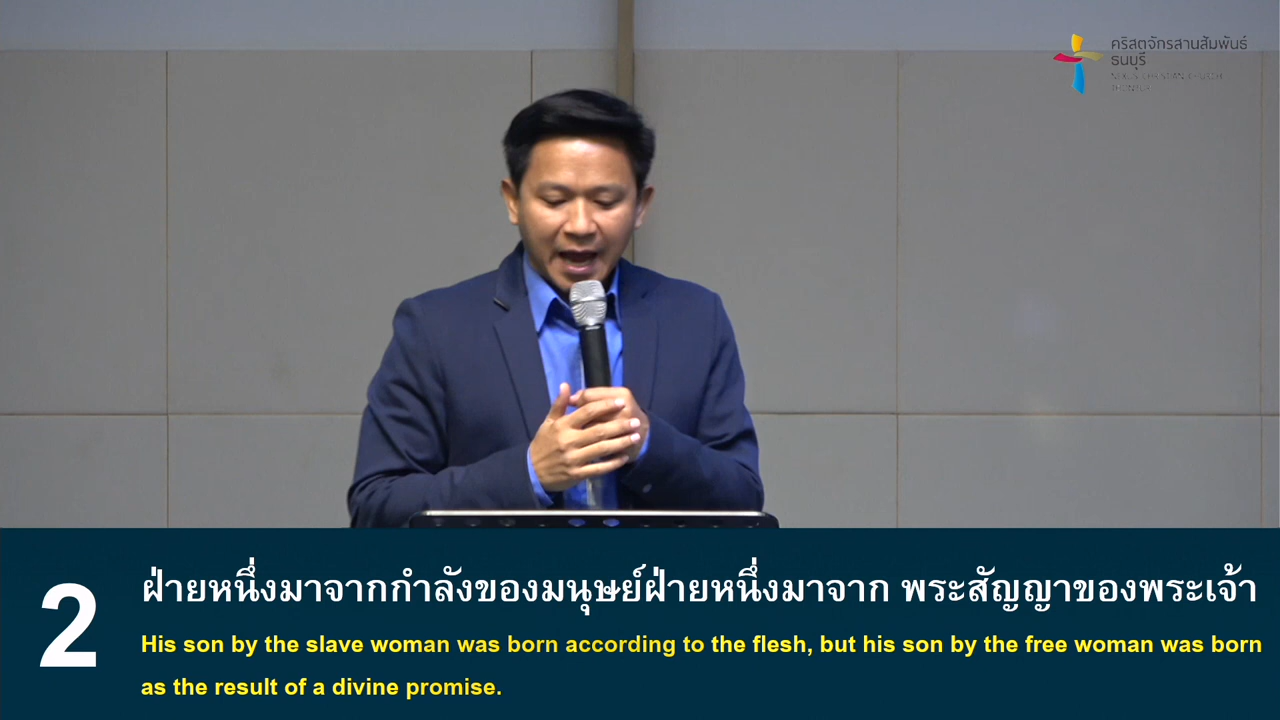 คริสตจักรสานสัมพันธ์
ธนบุรี
2
ฝ่ายหนึ่งมาจากกำลังของมนุษย์ฝ่ายหนึ่งมาจาก พระสัญญาของพระเจ้า
His son by the slave woman was born according to the flesh, but his son by the free woman was born
as the result of a divine promise.